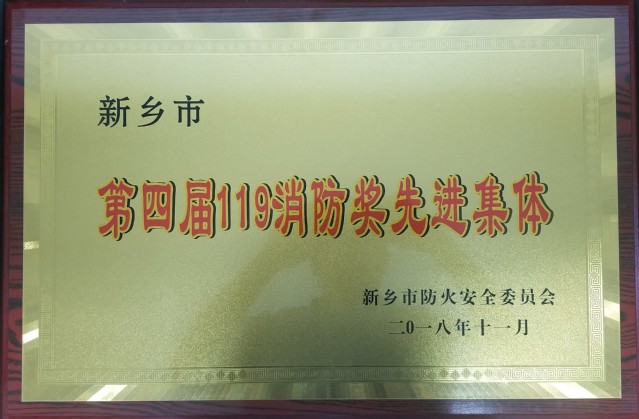 新乡市
第四届119消防奖先进集体
新乡市防火安全委员会
二〇一八年十一月